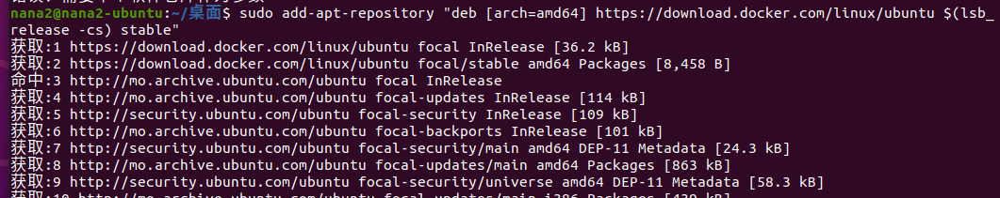 nana2@nana2-ubuntu:~/桌面$ sudo add-apt-repository "deb [arch=amd64] https://download.docker.com/linux/ubuntu $(lsb_
release -cs) stable"
获取:1 https://download.docker.com/linux/ubuntu focal InRelease [36.2 kB]
获取:2 https://download.docker.com/linux/ubuntu focal/stable amd64 Packages [8,458 B]
命中:3 http://mo.archive.ubuntu.com/ubuntu focal InRelease
获取:4 http://mo.archive.ubuntu.com/ubuntu focal-updates InRelease [114 kB]
获取:5 http://security.ubuntu.com/ubuntu focal-security InRelease [109 kB]
获取:6 http://mo.archive.ubuntu.com/ubuntu focal-backports InRelease [101 kB]
获取:7 http://security.ubuntu.com/ubuntu focal-security/main amd64 DEP-11 Metadata [24.3 kB]
获取:8 http://mo.archive.ubuntu.com/ubuntu focal-updates/main amd64 Packages [863 kB]
获取:9 http://security.ubuntu.com/ubuntu focal-security/universe amd64 DEP-11 Metadata [58.3 kB]
获取:10 http://mo.archive.ubuntu.com/ubuntu focal-updates/main i386 Packages